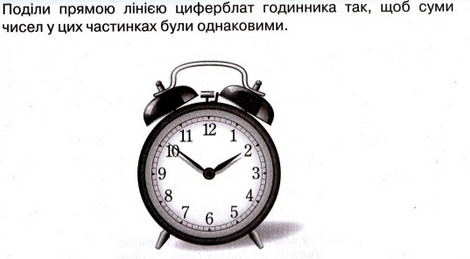 Поділи прямою лінією циферблат годинника так, щоб суми
чисел у цих частинках були однаковими.
11 12 1
10 2
9 3
8 4
7 6 5